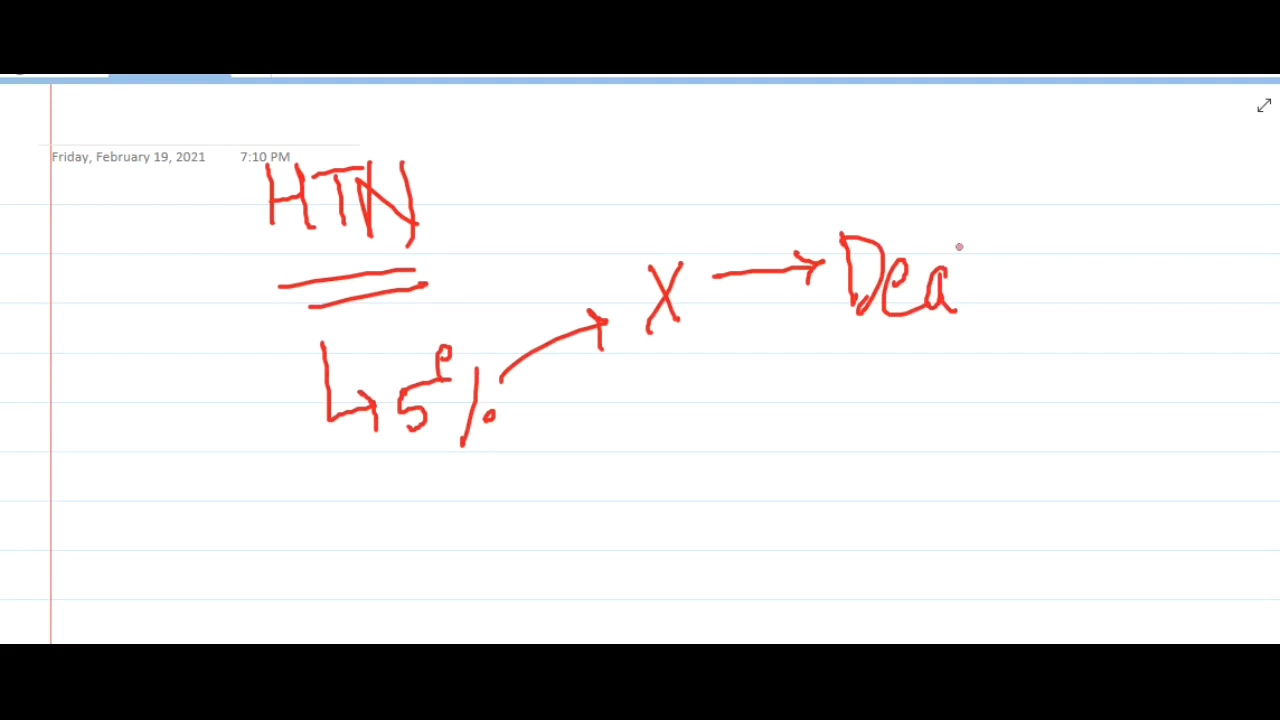 Friday, February 19, 2021 7:10 PM
HTN
X → Dea
↳ 5%